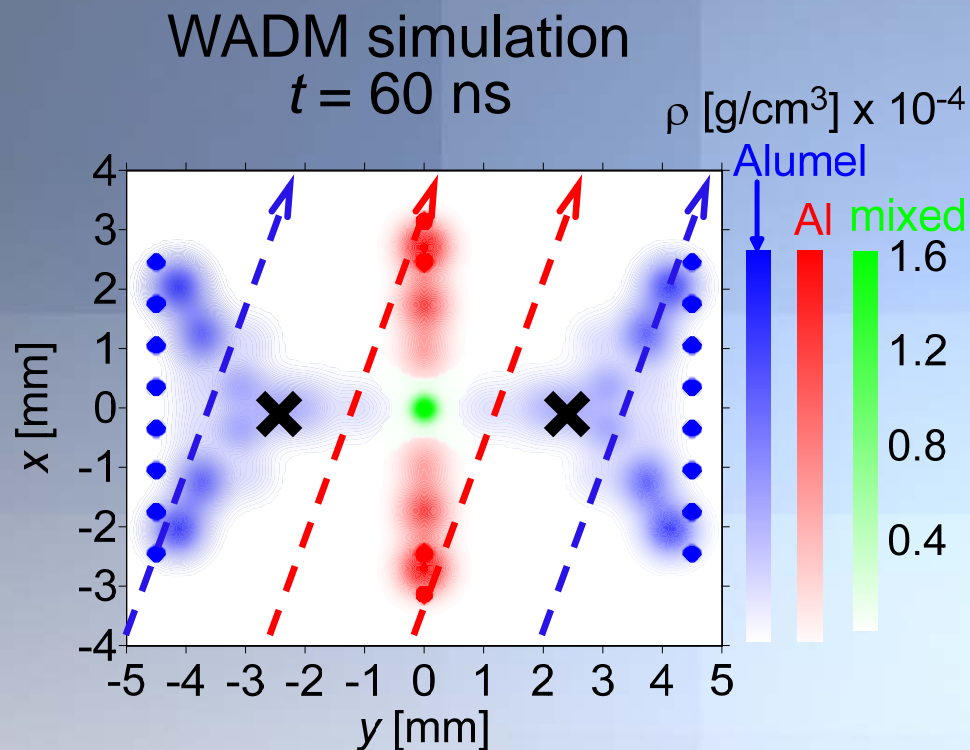 WADM simulation
t = 60 ns
ρ [g/cm³] x 10⁻⁴
Alumel
Al mixed
1.6
1.2
0.8
0.4
4
3
2
1
0
-1
-2
-3
-4
x [mm]
-5 -4 -3 -2 -1 0 1 2 3 4 5
y [mm]